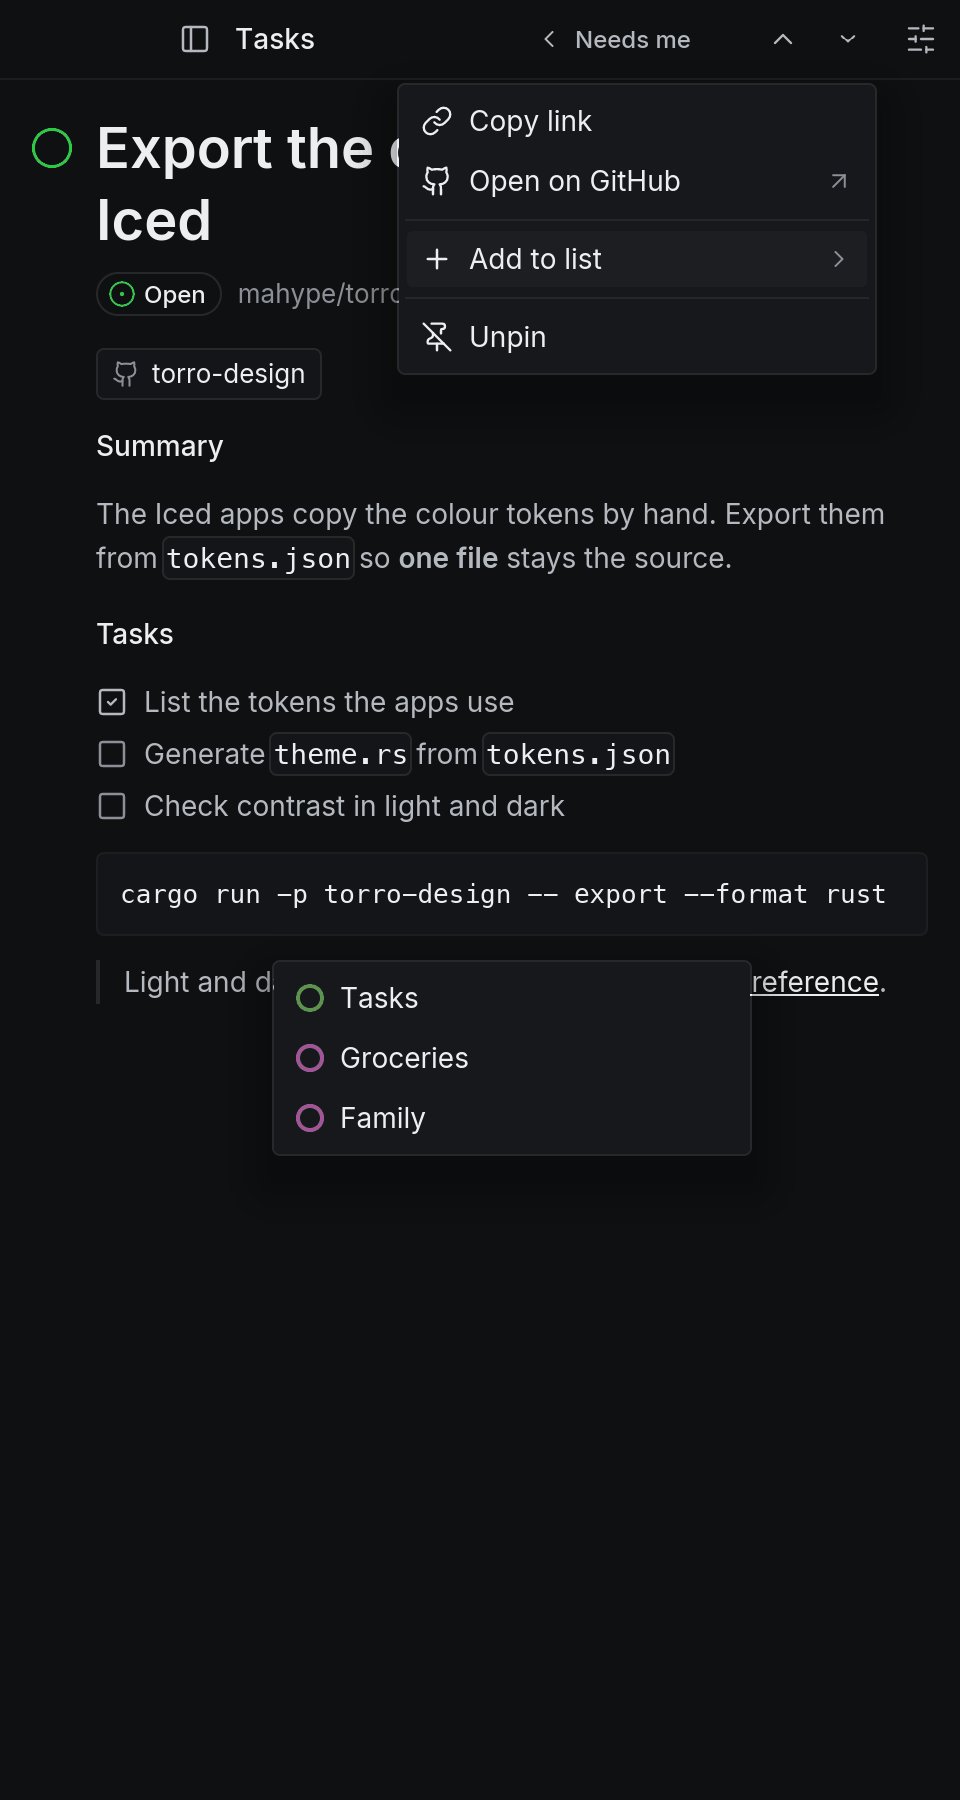 Tasks
Needs me
Copy link
Open on GitHub
Add to list
Unpin
Export the
Iced
Open
torro-design
Summary
The Iced apps copy the colour tokens by hand. Export them
from tokens.json so one file stays the source.
Tasks
List the tokens the apps use
Generate theme.rs from tokens.json
Check contrast in light and dark
cargo run -p torro-design -- export --format rust
Light and reference.
Tasks
Groceries
Family